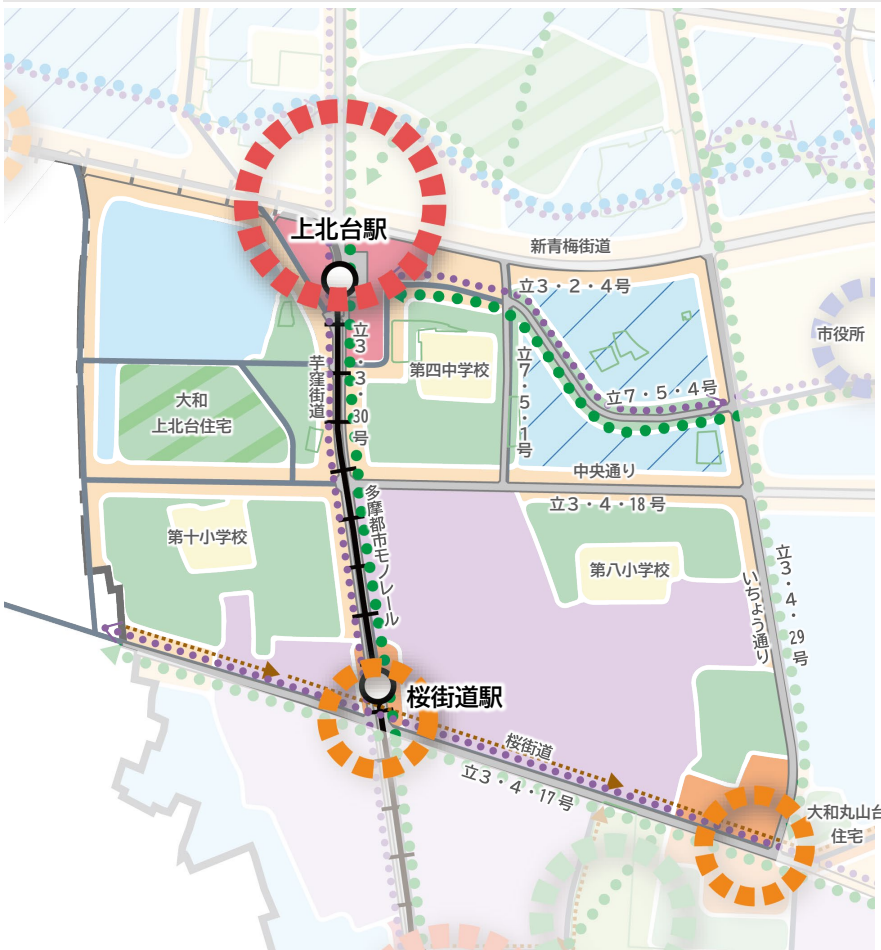 上北台駅
新青梅街道
立3・2・4号
市役所
立3・3・30号
芋窪街道
第四中学校
立7・5・1号
立7・5・4号
大和
上北台住宅
中央通り
立3・4・18号
多摩都市モノレール
第十小学校
第八小学校
いちょう通り
立3・4・29号
桜街道駅
桜街道
立3・4・17号
大和丸山台
住宅